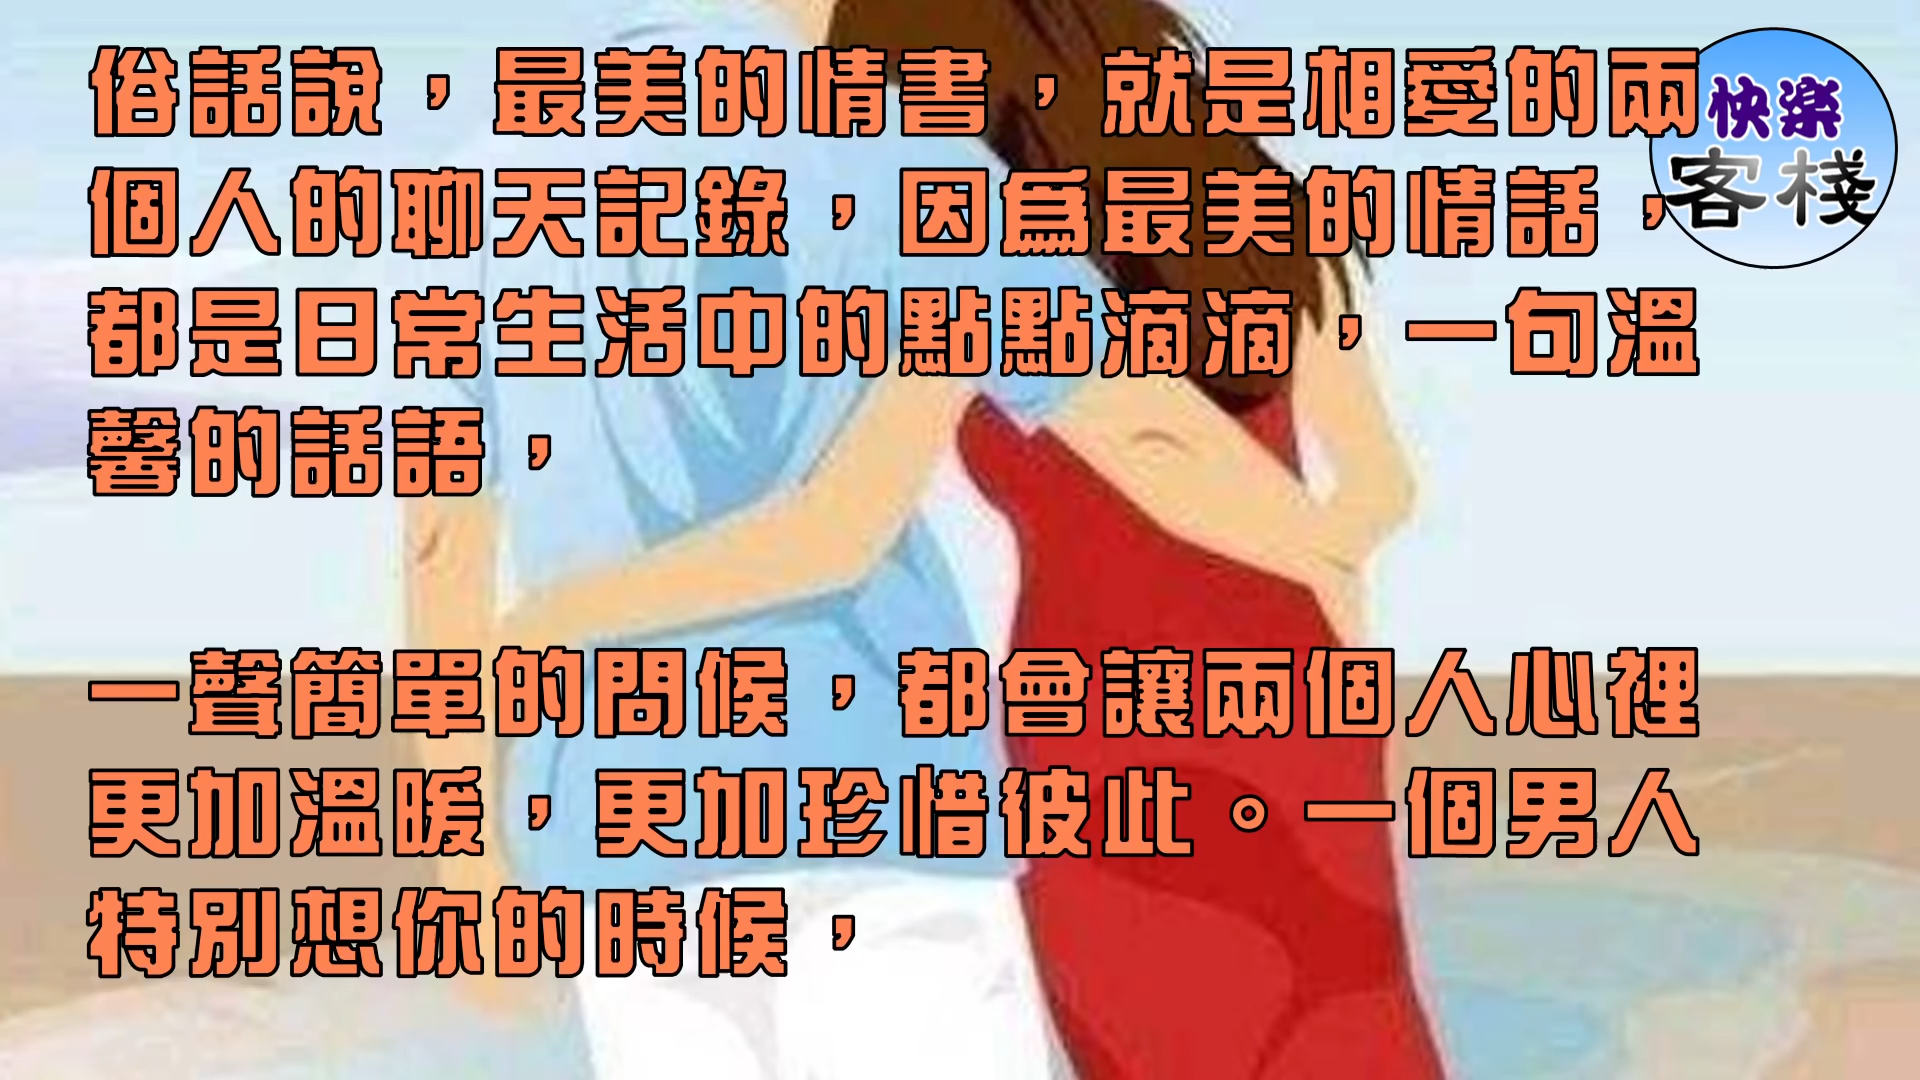 俗話說，最美的情書，就是相愛的兩
個人的聊天記錄，因為最美的情話，
都是日常生活中的點點滴滴，一句溫
馨的話語，
一聲簡單的問候，都會讓兩個人心裡
更加溫暖，更加珍惜彼此。一個男人
特別想你的時候，
快楽
客棧